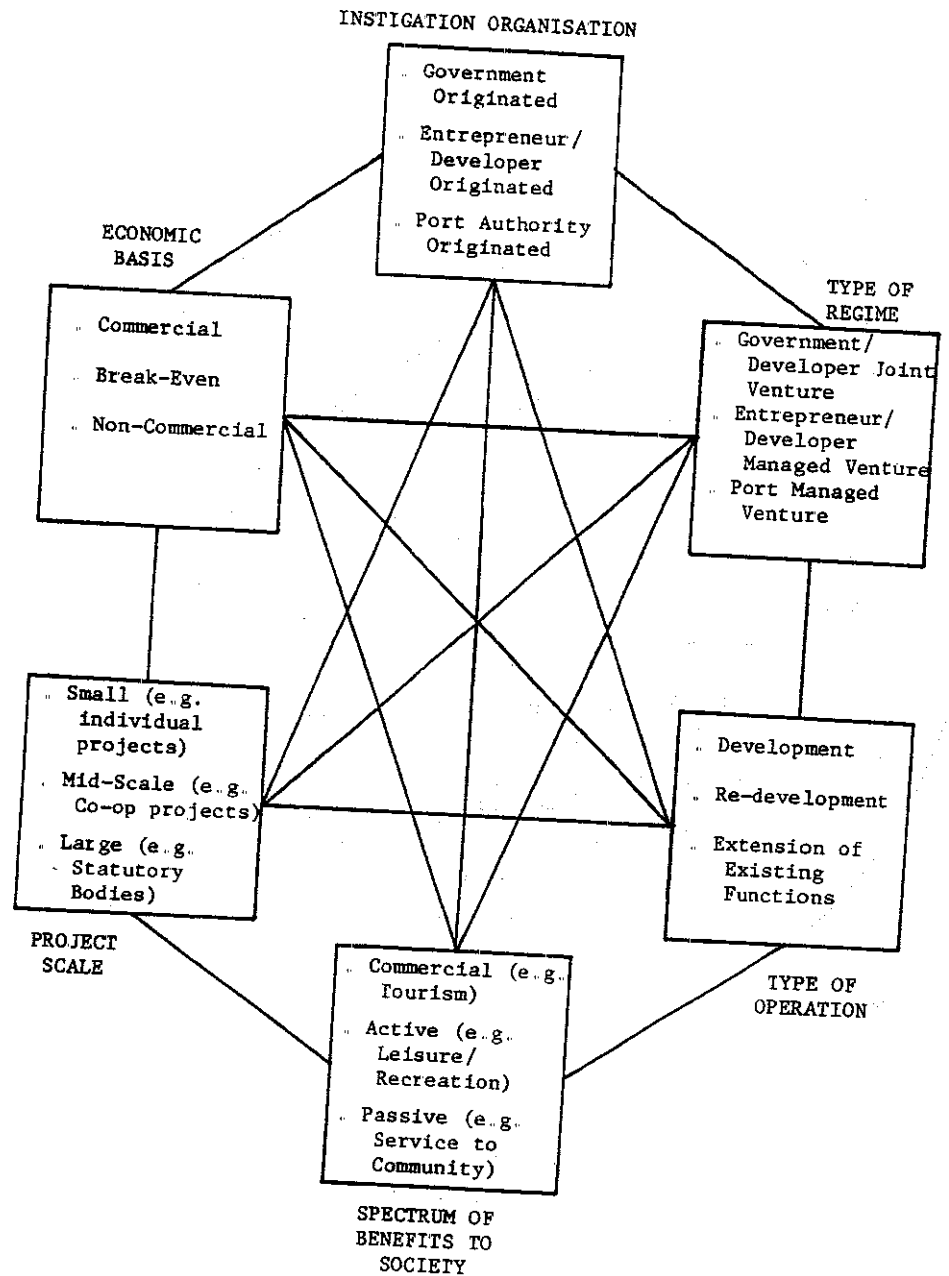 INSTIGATION ORGANISATION
Government
Originated
Entrepreneur/
Developer
Originated
Port Authority
Originated
ECONOMIC
BASIS
Commercial
Break-Even
Non-Commercial
TYPE OF
REGIME
Government/
Developer Joint
Venture
Entrepreneur/
Developer
Managed Venture
Port Managed
Venture
Small (e.g.
individual
projects)
Mid-Scale (e.g.
Co-op projects)
Large (e.g.
Statutory
Bodies)
PROJECT
SCALE
Development
Re-development
Extension of
Existing
Functions
TYPE OF
OPERATION
Commercial (e.g.
Tourism)
Active (e.g.
Leisure/
Recreation)
Passive (e.g.
Service to
Community)
SPECTRUM OF
BENEFITS TO
SOCIETY